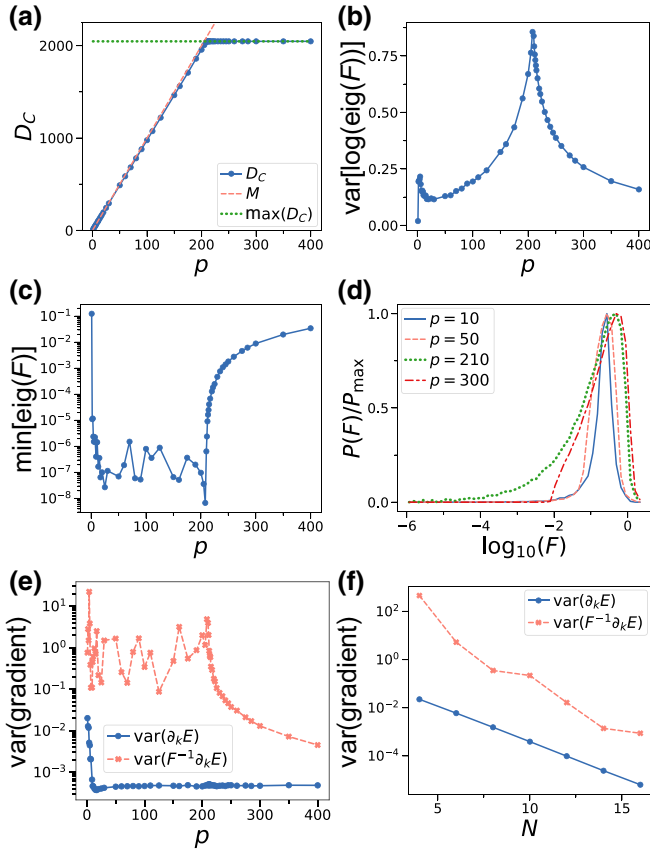 (a)
2000
1000
0
D_C
D_C
M
max(D_C)
0 100 200 300 400
p
(b)
0.75
0.50
0.25
0.00
var[log(eig(F))]
0 100 200 300 400
p
(c)
10^-1
10^-2
10^-3
10^-4
10^-5
10^-6
10^-7
10^-8
min[eig(F)]
0 200 400
p
(d)
1.0
0.5
0.0
P(F)/P_max
p = 10
p = 50
p = 210
p = 300
−6 −4 −2 0
log_10(F)
(e)
10^1
10^0
10^-1
10^-2
10^-3
var(gradient)
var(∂_kE)
var(F^-1∂_kE)
0 100 200 300 400
p
(f)
10^2
10^0
10^-2
10^-4
var(gradient)
var(∂_kE)
var(F^-1∂_kE)
5 10 15
N